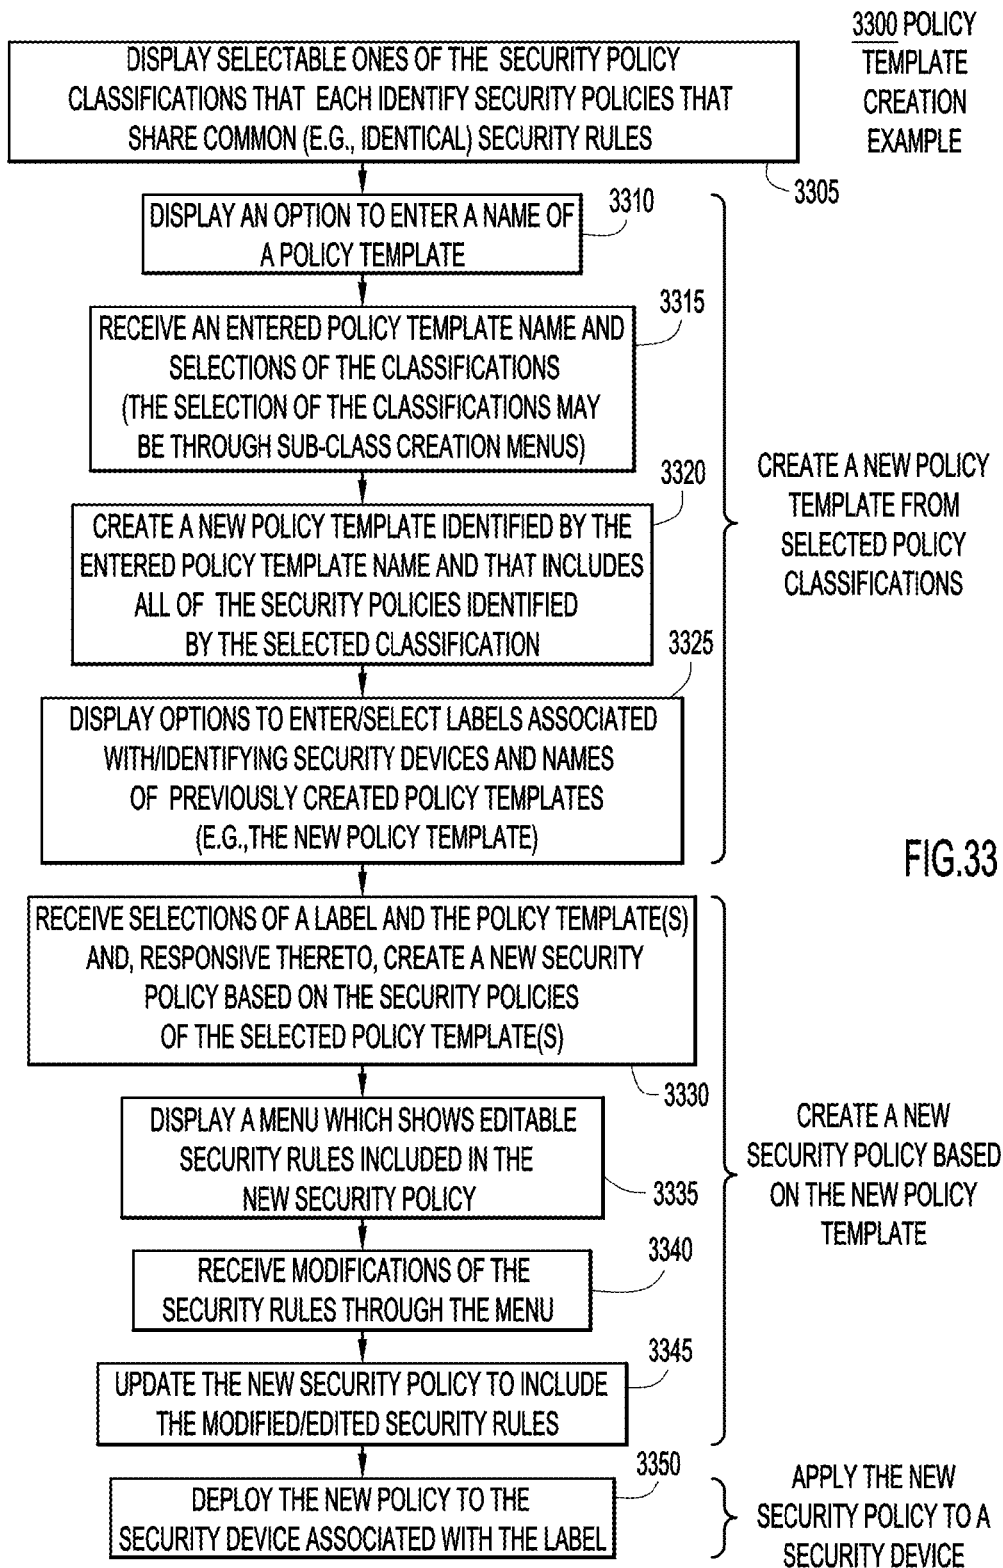 3300 POLICY
TEMPLATE
CREATION
EXAMPLE
DISPLAY SELECTABLE ONES OF THE SECURITY POLICY
CLASSIFICATIONS THAT EACH IDENTIFY SECURITY POLICIES THAT
SHARE COMMON (E.G., IDENTICAL) SECURITY RULES
3305
DISPLAY AN OPTION TO ENTER A NAME OF
A POLICY TEMPLATE
3310
RECEIVE AN ENTERED POLICY TEMPLATE NAME AND
SELECTIONS OF THE CLASSIFICATIONS
(THE SELECTION OF THE CLASSIFICATIONS MAY
BE THROUGH SUB-CLASS CREATION MENUS)
3315
CREATE A NEW POLICY TEMPLATE IDENTIFIED BY THE
ENTERED POLICY TEMPLATE NAME AND THAT INCLUDES
ALL OF THE SECURITY POLICIES IDENTIFIED
BY THE SELECTED CLASSIFICATION
3320
DISPLAY OPTIONS TO ENTER/SELECT LABELS ASSOCIATED
WITH/IDENTIFYING SECURITY DEVICES AND NAMES
OF PREVIOUSLY CREATED POLICY TEMPLATES
(E.G.,THE NEW POLICY TEMPLATE)
3325
CREATE A NEW POLICY
TEMPLATE FROM
SELECTED POLICY
CLASSIFICATIONS
FIG.33
RECEIVE SELECTIONS OF A LABEL AND THE POLICY TEMPLATE(S)
AND, RESPONSIVE THERETO, CREATE A NEW SECURITY
POLICY BASED ON THE SECURITY POLICIES
OF THE SELECTED POLICY TEMPLATE(S)
3330
DISPLAY A MENU WHICH SHOWS EDITABLE
SECURITY RULES INCLUDED IN THE
NEW SECURITY POLICY
3335
RECEIVE MODIFICATIONS OF THE
SECURITY RULES THROUGH THE MENU
3340
UPDATE THE NEW SECURITY POLICY TO INCLUDE
THE MODIFIED/EDITED SECURITY RULES
3345
CREATE A NEW
SECURITY POLICY BASED
ON THE NEW POLICY
TEMPLATE
DEPLOY THE NEW POLICY TO THE
SECURITY DEVICE ASSOCIATED WITH THE LABEL
3350
APPLY THE NEW
SECURITY POLICY TO A
SECURITY DEVICE